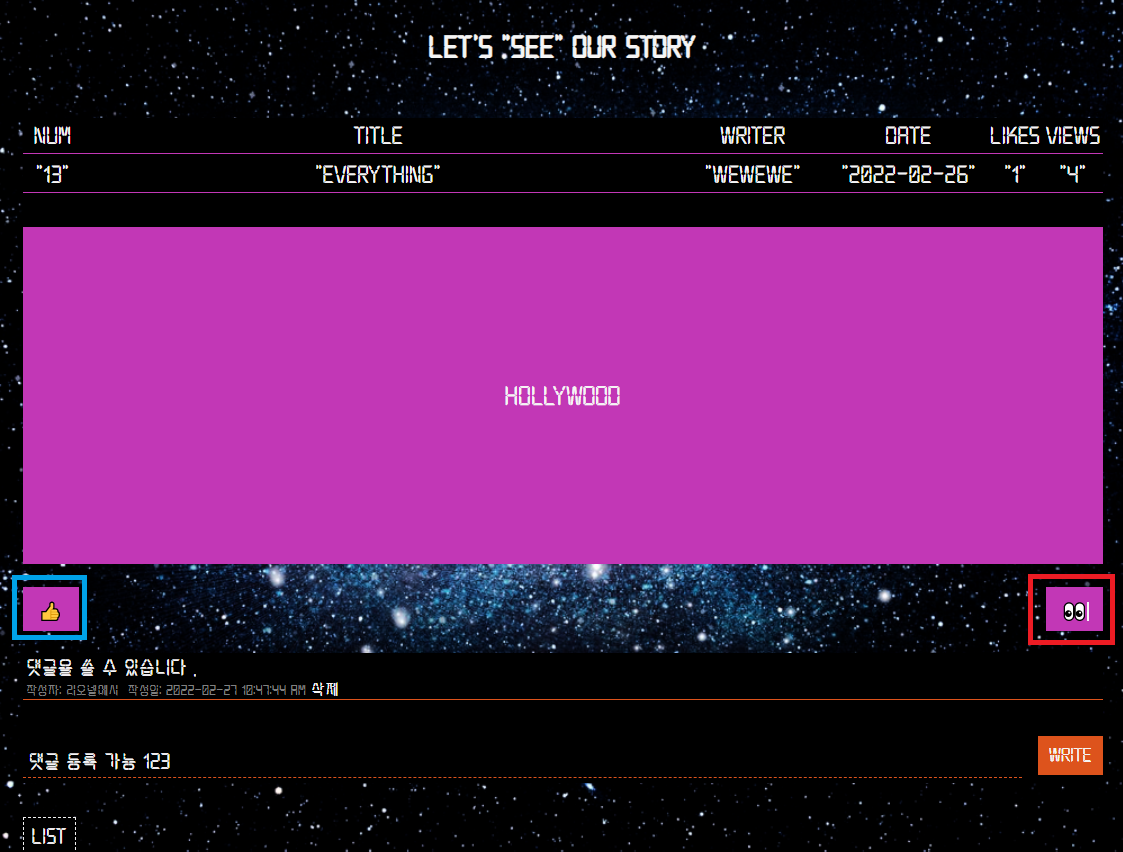 LET'S "SEE" OUR STORY
NUM TITLE WRITER DATE LIKES VIEWS
"13" "EVERYTHING" "WEWEWE" "2022-02-26" "1" "4"
HOLLYWOOD
댓글을 쓸 수 있습니다.
작성자: 리오넬메시 작성일: 2022-02-27 10:47:44 AM 삭제
댓글 등록 가능 123
WRITE
LIST